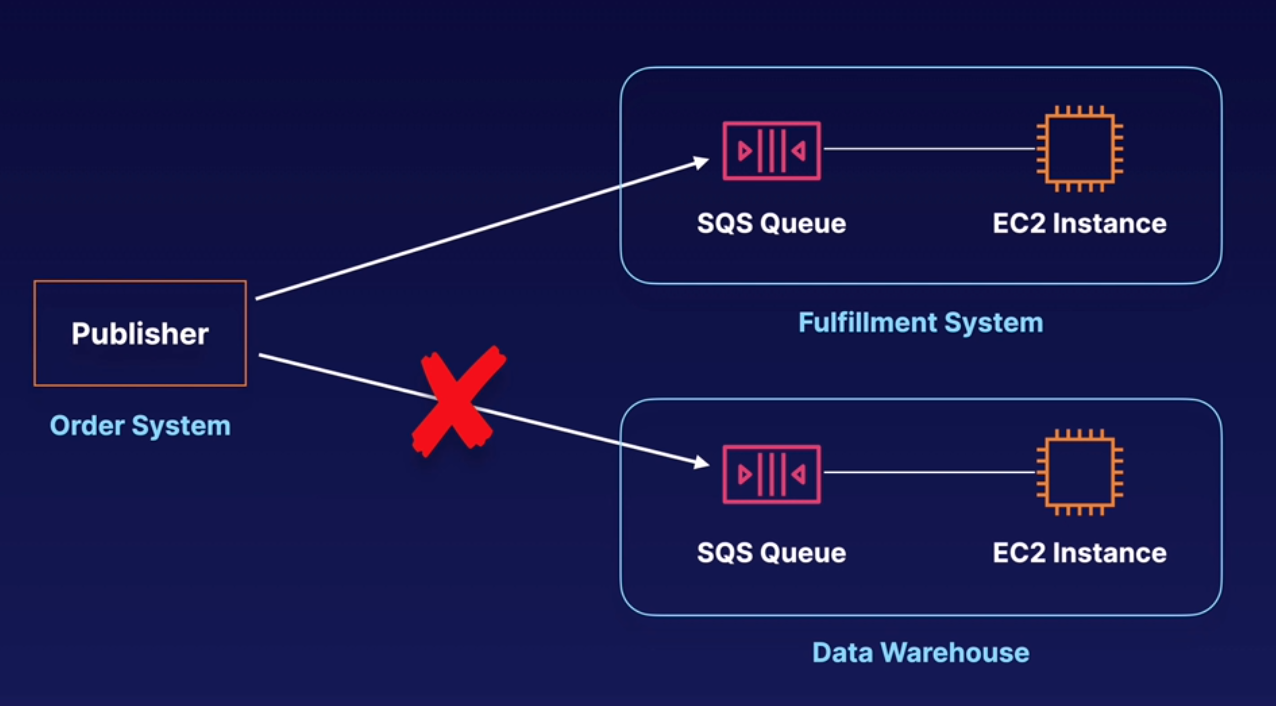 SQS Queue
EC2 Instance
Fulfillment System
Publisher
Order System
SQS Queue
EC2 Instance
Data Warehouse